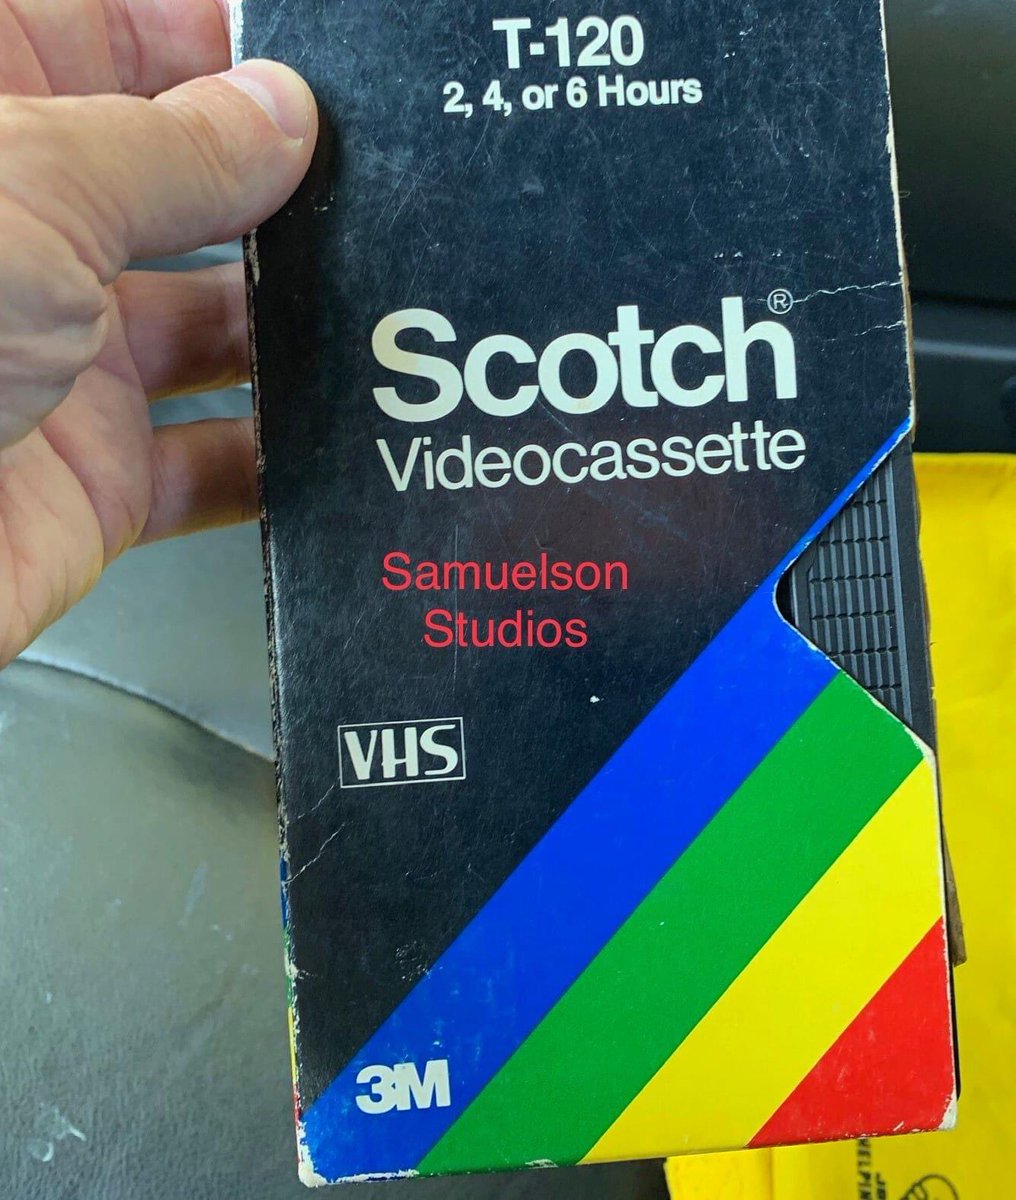 T-120
2, 4, or 6 Hours
Scotch®
Videocassette
Samuelson
Studios
VHS
3M